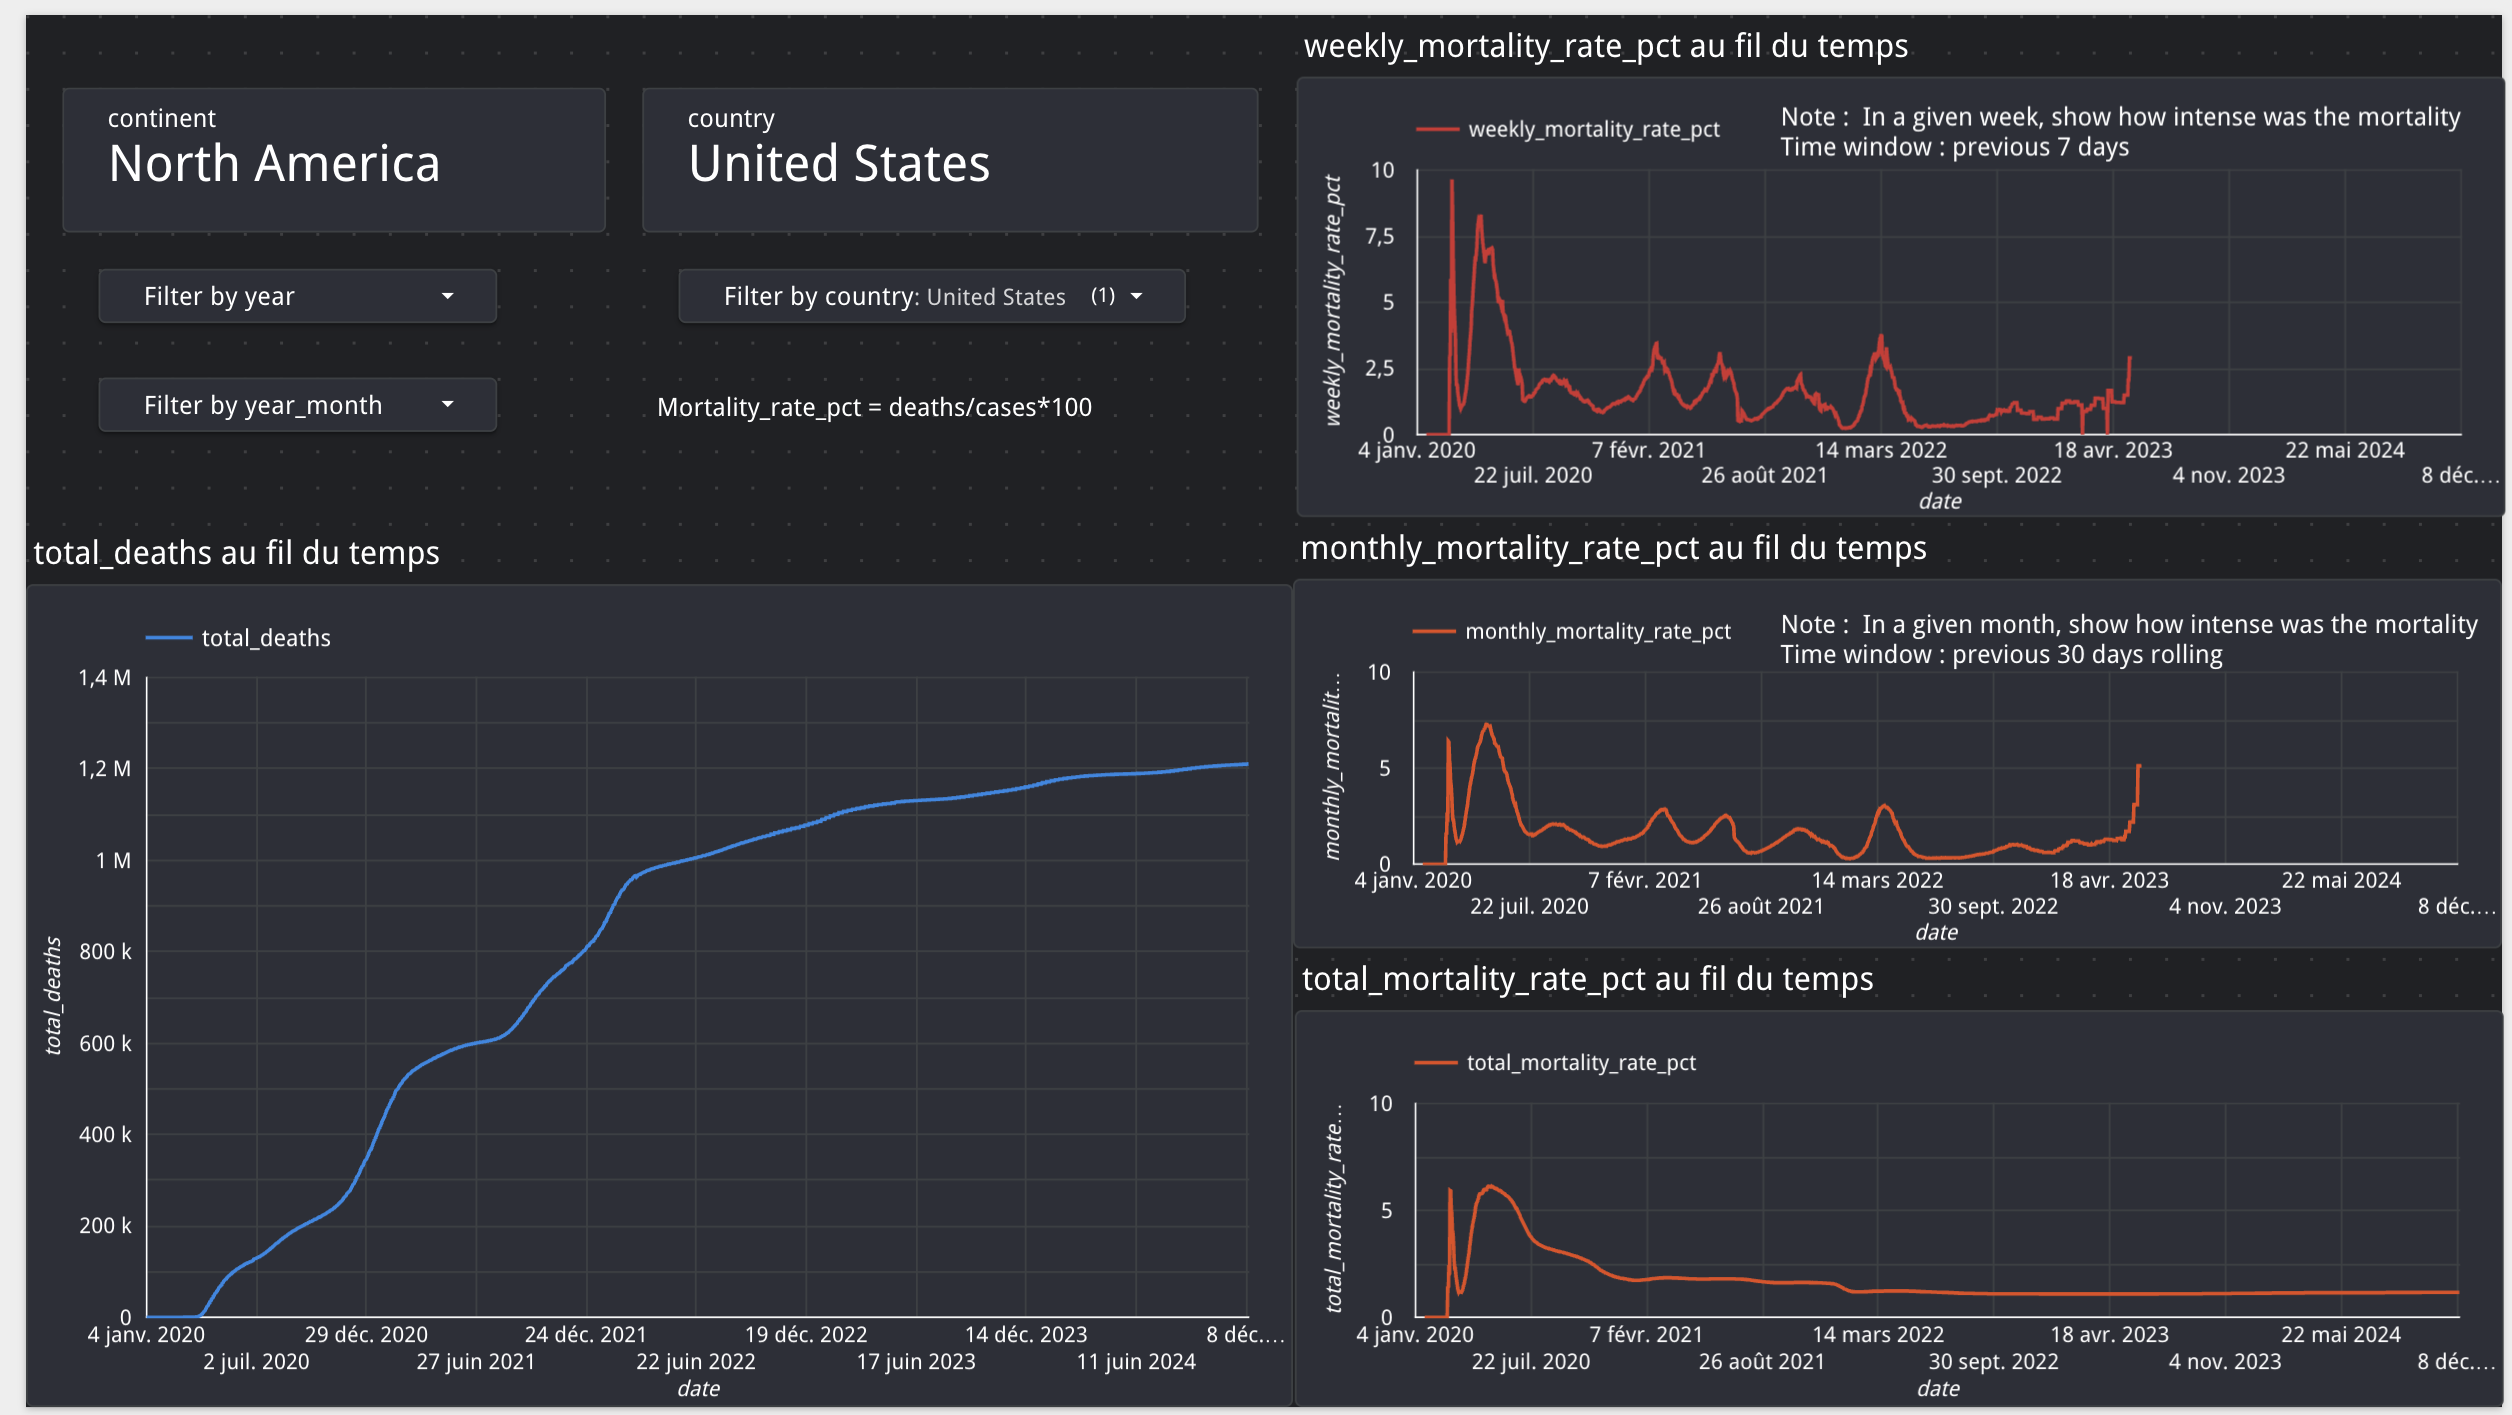 continent
North America
country
United States
Filter by year
Filter by country: United States (1)
Filter by year_month
Mortality_rate_pct = deaths/cases*100
total_deaths au fil du temps
total_deaths
1,4 M
1,2 M
1 M
800 k
600 k
400 k
200 k
0
total_deaths
4 janv. 2020
29 déc. 2020
24 déc. 2021
19 déc. 2022
14 déc. 2023
8 déc.…
2 juil. 2020
27 juin 2021
22 juin 2022
17 juin 2023
11 juin 2024
date
weekly_mortality_rate_pct au fil du temps
weekly_mortality_rate_pct
Note :  In a given week, show how intense was the mortality
Time window : previous 7 days
10
7,5
5
2,5
0
weekly_mortality_rate_pct
4 janv. 2020
7 févr. 2021
14 mars 2022
18 avr. 2023
22 mai 2024
22 juil. 2020
26 août 2021
30 sept. 2022
4 nov. 2023
8 déc.…
date
monthly_mortality_rate_pct au fil du temps
monthly_mortality_rate_pct
Note :  In a given month, show how intense was the mortality
Time window : previous 30 days rolling
10
5
0
monthly_mortalit…
4 janv. 2020
7 févr. 2021
14 mars 2022
18 avr. 2023
22 mai 2024
22 juil. 2020
26 août 2021
30 sept. 2022
4 nov. 2023
8 déc.…
date
total_mortality_rate_pct au fil du temps
total_mortality_rate_pct
10
5
0
total_mortality_rate…
4 janv. 2020
7 févr. 2021
14 mars 2022
18 avr. 2023
22 mai 2024
22 juil. 2020
26 août 2021
30 sept. 2022
4 nov. 2023
8 déc.…
date